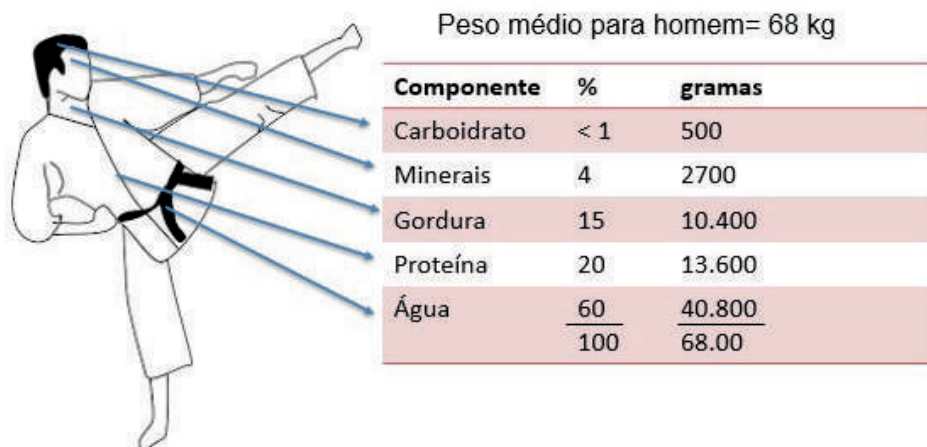 Peso médio para homem= 68 kg
Componente % gramas
Carboidrato < 1 500
Minerais 4 2700
Gordura 15 10.400
Proteína 20 13.600
Água 60 40.800
100 68.00